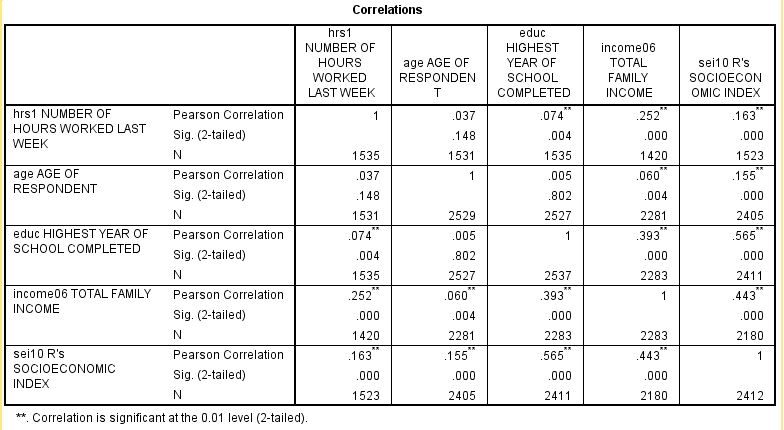 Correlations
hrs1
NUMBER OF
HOURS
WORKED
LAST WEEK
age AGE OF
RESPONDEN
T
educ
HIGHEST
YEAR OF
SCHOOL
COMPLETED
income06
TOTAL
FAMILY
INCOME
sei10 R's
SOCIOECON
OMIC INDEX
hrs1 NUMBER OF
HOURS WORKED LAST
WEEK
Pearson Correlation 1 .037 .074** .252** .163**
Sig. (2-tailed) .148 .004 .000 .000
N 1535 1531 1535 1420 1523
age AGE OF
RESPONDENT
Pearson Correlation .037 1 .005 .060** .155**
Sig. (2-tailed) .148 .802 .004 .000
N 1531 2529 2527 2281 2405
educ HIGHEST YEAR OF
SCHOOL COMPLETED
Pearson Correlation .074** .005 1 .393** .565**
Sig. (2-tailed) .004 .802 .000 .000
N 1535 2527 2537 2283 2411
income06 TOTAL FAMILY
INCOME
Pearson Correlation .252** .060** .393** 1 .443**
Sig. (2-tailed) .000 .004 .000 .000
N 1420 2281 2283 2283 2180
sei10 R's
SOCIOECONOMIC
INDEX
Pearson Correlation .163** .155** .565** .443** 1
Sig. (2-tailed) .000 .000 .000 .000
N 1523 2405 2411 2180 2412
**. Correlation is significant at the 0.01 level (2-tailed).